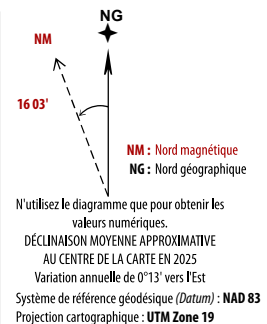 NG
NM
16 03'
NM : Nord magnétique
NG : Nord géographique
N'utilisez le diagramme que pour obtenir les
valeurs numériques.
DÉCLINAISON MOYENNE APPROXIMATIVE
AU CENTRE DE LA CARTE EN 2025
Variation annuelle de 0°13' vers l'Est
Système de référence géodésique (Datum) : NAD 83
Projection cartographique : UTM Zone 19